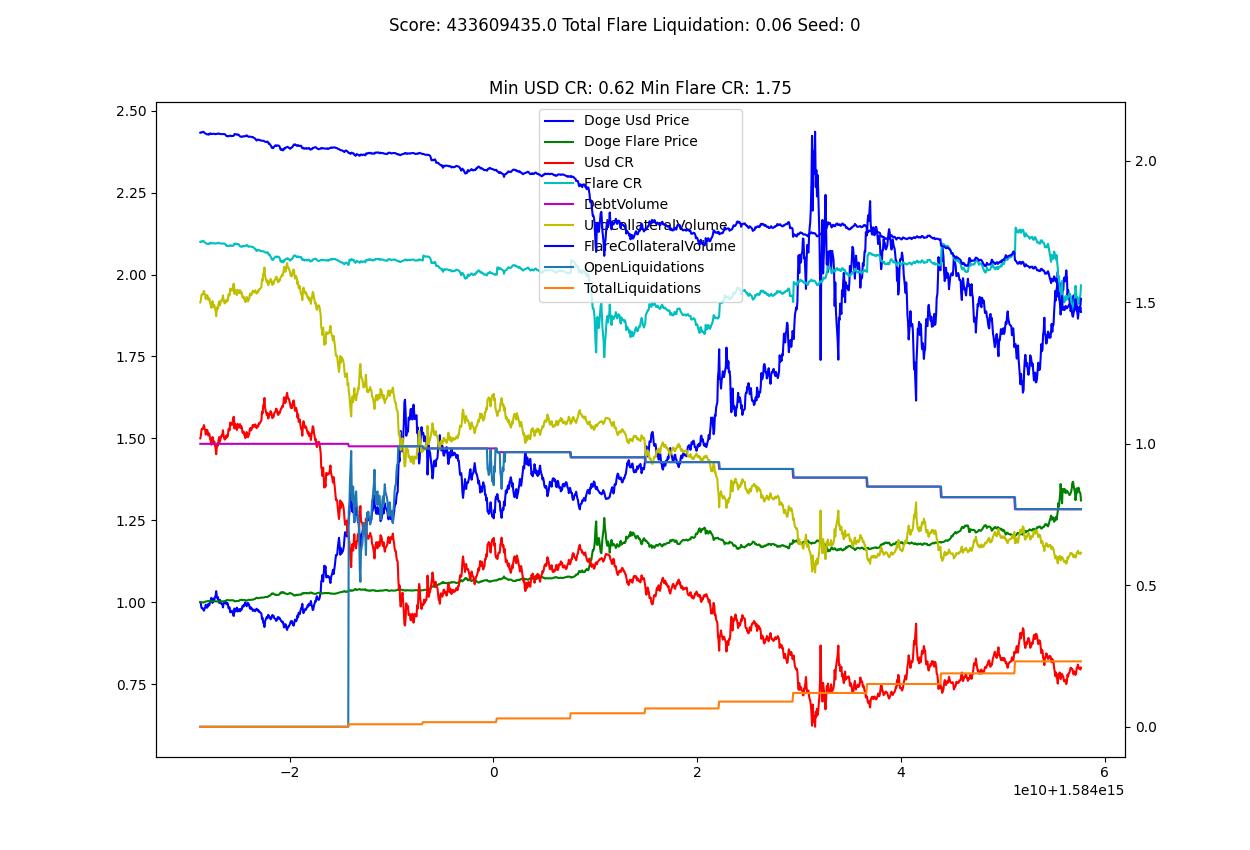 Score: 433609435.0 Total Flare Liquidation: 0.06 Seed: 0
Min USD CR: 0.62 Min Flare CR: 1.75
Doge Usd Price
Doge Flare Price
Usd CR
Flare CR
DebtVolume
UsdCollateralVolume
FlareCollateralVolume
OpenLiquidations
TotalLiquidations
2.50
2.25
2.00
1.75
1.50
1.25
1.00
0.75
2.0
1.5
1.0
0.5
0.0
−2
0
2
4
6
1e10+1.584e15